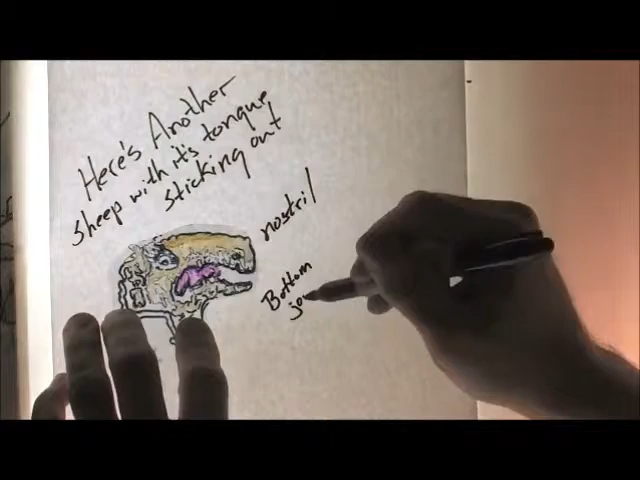 Here's Another
sheep with it's tongue
sticking out
nostril
Bottom